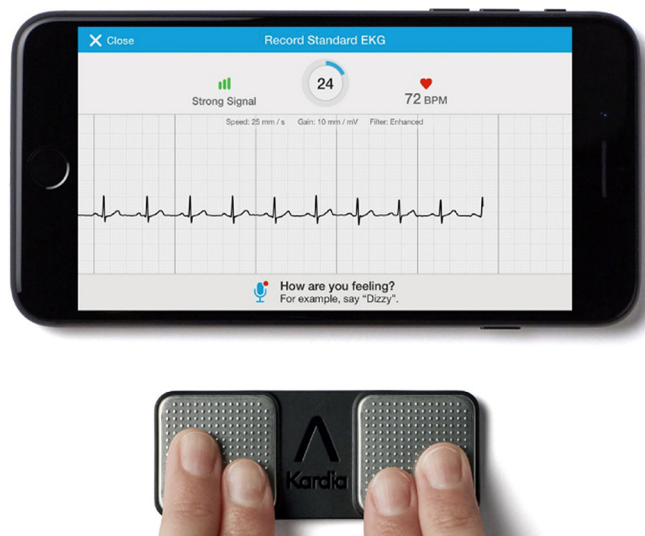 Close
Record Standard EKG
24
Strong Signal
72 BPM
Speed: 25 mm / s Gain: 10 mm / mV Filter: Enhanced
How are you feeling?
For example, say “Dizzy”.
Kardia